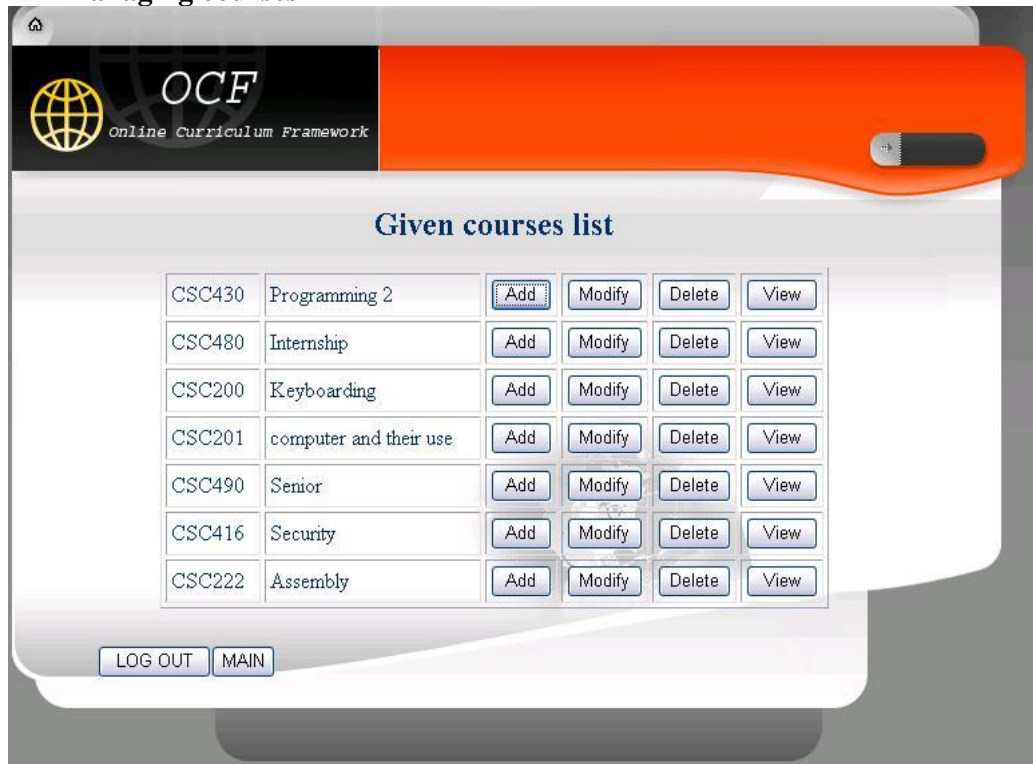 OCF
Online Curriculum Framework
Given courses list
CSC430 Programming 2 Add Modify Delete View
CSC480 Internship Add Modify Delete View
CSC200 Keyboarding Add Modify Delete View
CSC201 computer and their use Add Modify Delete View
CSC490 Senior Add Modify Delete View
CSC416 Security Add Modify Delete View
CSC222 Assembly Add Modify Delete View
LOG OUT MAIN